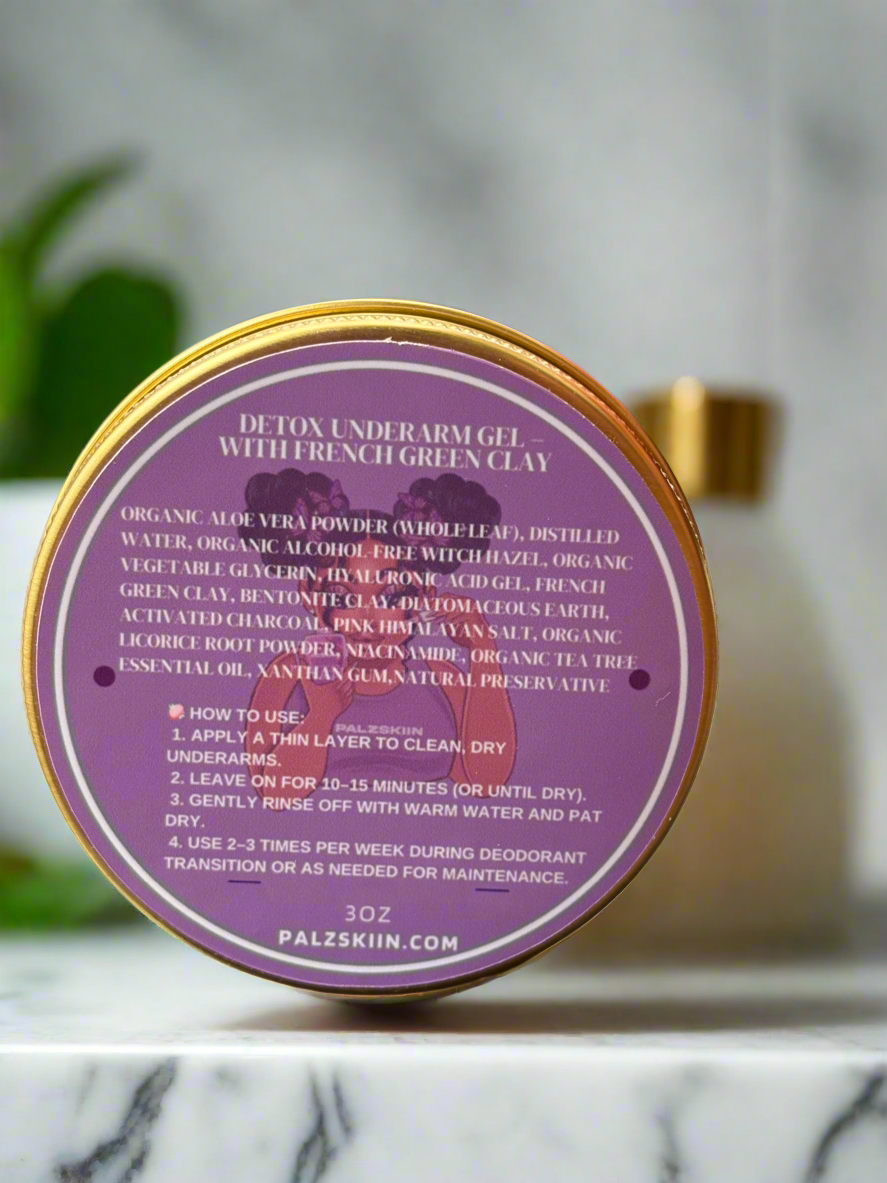 DETOX UNDERARM GEL –
WITH FRENCH GREEN CLAY
ORGANIC ALOE VERA POWDER (WHOLE LEAF), DISTILLED
WATER, ORGANIC ALCOHOL-FREE WITCH HAZEL, ORGANIC
VEGETABLE GLYCERIN, HYALURONIC ACID GEL, FRENCH
GREEN CLAY, BENTONITE CLAY, DIATOMACEOUS EARTH,
ACTIVATED CHARCOAL, PINK HIMALAYAN SALT, ORGANIC
LICORICE ROOT POWDER, NIACINAMIDE, ORGANIC TEA TREE
ESSENTIAL OIL, XANTHAN GUM,NATURAL PRESERVATIVE
HOW TO USE:
PALZSKIIN
1. APPLY A THIN LAYER TO CLEAN, DRY
UNDERARMS.
2. LEAVE ON FOR 10–15 MINUTES (OR UNTIL DRY).
3. GENTLY RINSE OFF WITH WARM WATER AND PAT
DRY.
4. USE 2–3 TIMES PER WEEK DURING DEODORANT
TRANSITION OR AS NEEDED FOR MAINTENANCE.
3OZ
PALZSKIIN.COM